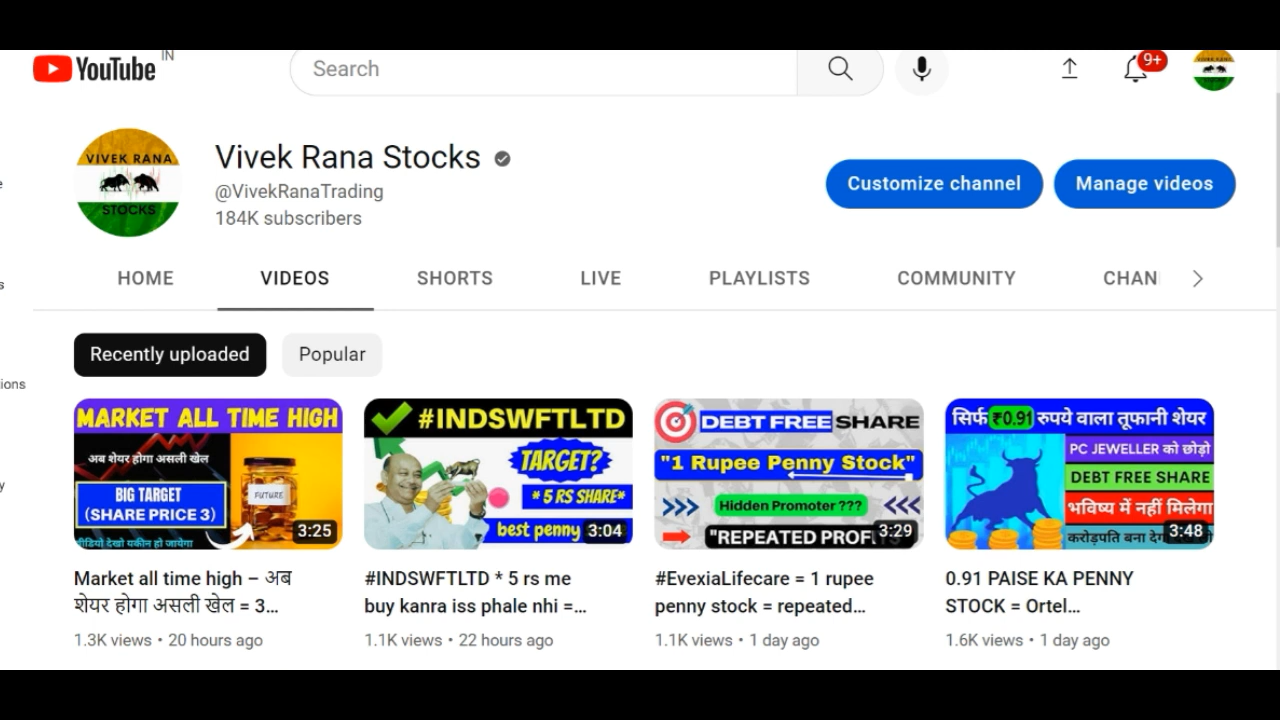 YouTube IN
Search
9+
VIVEK RANA
STOCKS
Vivek Rana Stocks
@VivekRanaTrading
184K subscribers
Customize channel
Manage videos
HOME
VIDEOS
SHORTS
LIVE
PLAYLISTS
COMMUNITY
CHAN
Recently uploaded
Popular
MARKET ALL TIME HIGH
अब शेयर होगा असली खेल
BIG TARGET
(SHARE PRICE 3)
FUTURE
वीडियो देखो यकीन हो जायेगा
3:25
Market all time high – अब
शेयर होगा असली खेल = 3...
1.3K views • 20 hours ago
#INDSWFTLTD
TARGET?
* 5 RS SHARE*
best penny
3:04
#INDSWFTLTD * 5 rs me
buy kanra iss phale nhi =...
1.1K views • 22 hours ago
DEBT FREE SHARE
"1 Rupee Penny Stock"
Hidden Promoter ???
"REPEATED PROF
3:29
#EvexiaLifecare = 1 rupee
penny stock = repeated...
1.1K views • 1 day ago
सिर्फ ₹0.91 रुपये वाला तूफानी शेयर
PC JEWELLER को छोड़ो
DEBT FREE SHARE
भविष्य में नहीं मिलेगा
करोड़पति बना
3:48
0.91 PAISE KA PENNY
STOCK = Ortel...
1.6K views • 1 day ago